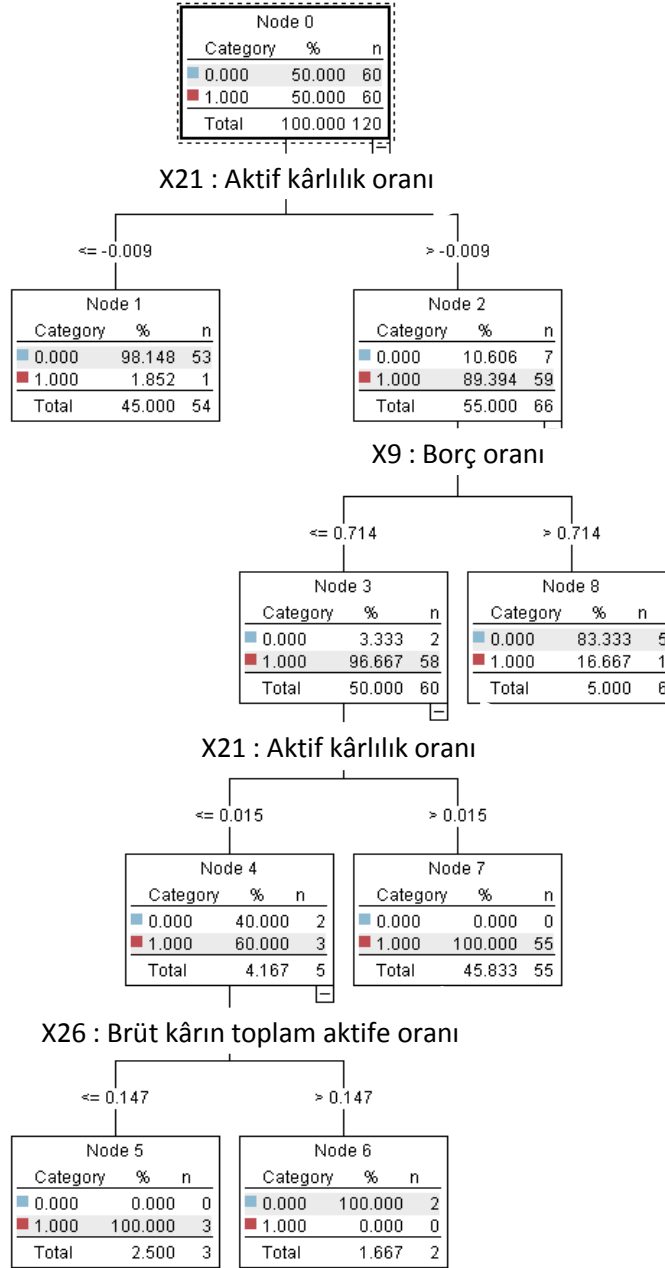 Node 0
Category % n
0.000 50.000 60
1.000 50.000 60
Total 100.000 120
X21 : Aktif kârlılık oranı
<= -0.009 > -0.009
Node 1
Category % n
0.000 98.148 53
1.000 1.852 1
Total 45.000 54
Node 2
Category % n
0.000 10.606 7
1.000 89.394 59
Total 55.000 66
X9 : Borç oranı
<= 0.714 > 0.714
Node 3
Category % n
0.000 3.333 2
1.000 96.667 58
Total 50.000 60
Node 8
Category % n
0.000 83.333 5
1.000 16.667 1
Total 5.000 6
X21 : Aktif kârlılık oranı
<= 0.015 > 0.015
Node 4
Category % n
0.000 40.000 2
1.000 60.000 3
Total 4.167 5
Node 7
Category % n
0.000 0.000 0
1.000 100.000 55
Total 45.833 55
X26 : Brüt kârın toplam aktife oranı
<= 0.147 > 0.147
Node 5
Category % n
0.000 0.000 0
1.000 100.000 3
Total 2.500 3
Node 6
Category % n
0.000 100.000 2
1.000 0.000 0
Total 1.667 2